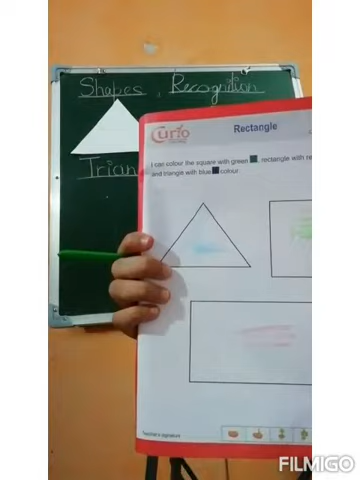 Shapes, Recognition
Trian
Curio
Rectangle
I can colour the square with green, rectangle with re
and triangle with blue colour.
Teacher's signature
FILMIGO